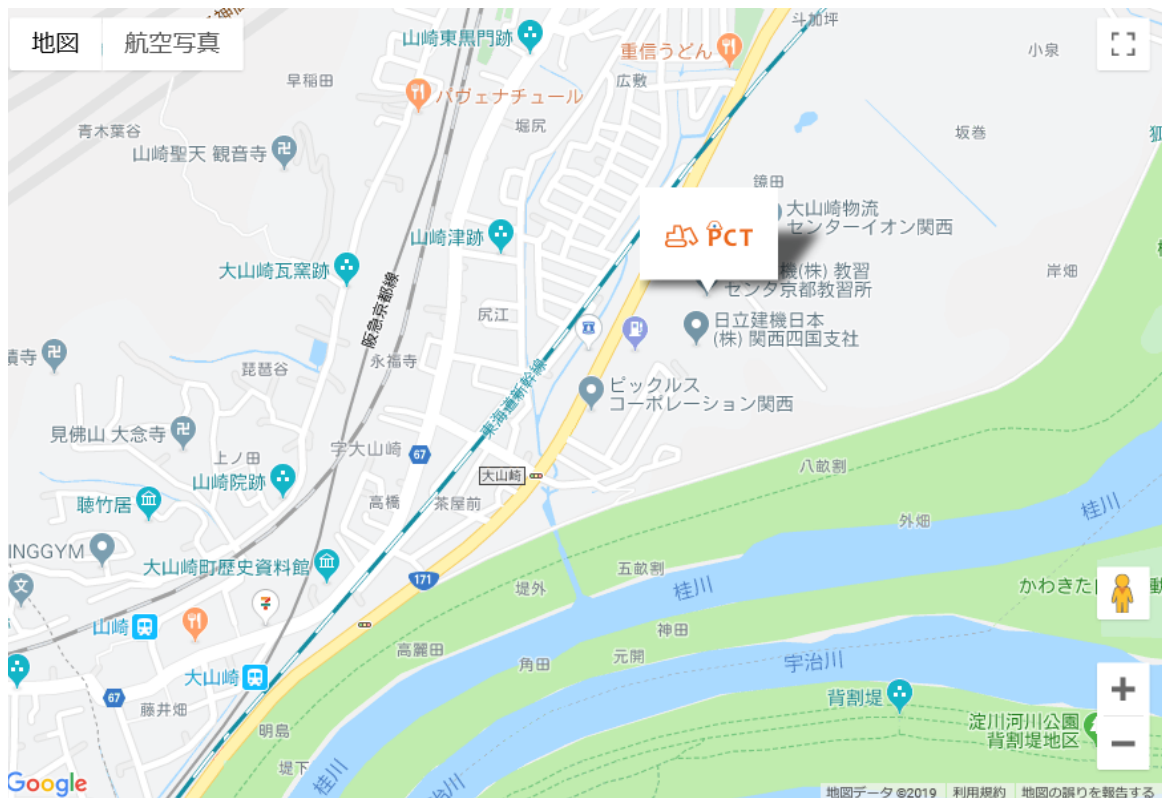 地図
航空写真
斗加坪
小泉
山崎東黒門跡
重信うどん
早稲田
パヴェナチュール
広敷
青木葉谷
堀尻
坂巻
山崎聖天 観音寺
鏡田
大山崎物流
センターイオン関西
PCT
山崎津跡
大山崎瓦窯跡
機(株) 教習
センタ京都教習所
岸畑
阪急京都線
尻江
日立建機日本
(株) 関西四国支社
積寺
琵琶谷
永福寺
東海道新幹線
ピックルス
コーポレーション関西
見佛山 大念寺
上ノ田
字大山崎
67
八畝割
山崎院跡
大山崎
聴竹居
高橋
茶屋前
桂川
外畑
INGGYM
大山崎町歴史資料館
171
五畝割
堤外
桂川
かわきた
動
山崎
神田
高麗田
角田
元開
宇治川
大山崎
67
藤井畑
背割堤
明島
淀川河川公園
背割堤地区
堤下
桂川
治川
Google
地図データ ©2019
利用規約
地図の誤りを報告する